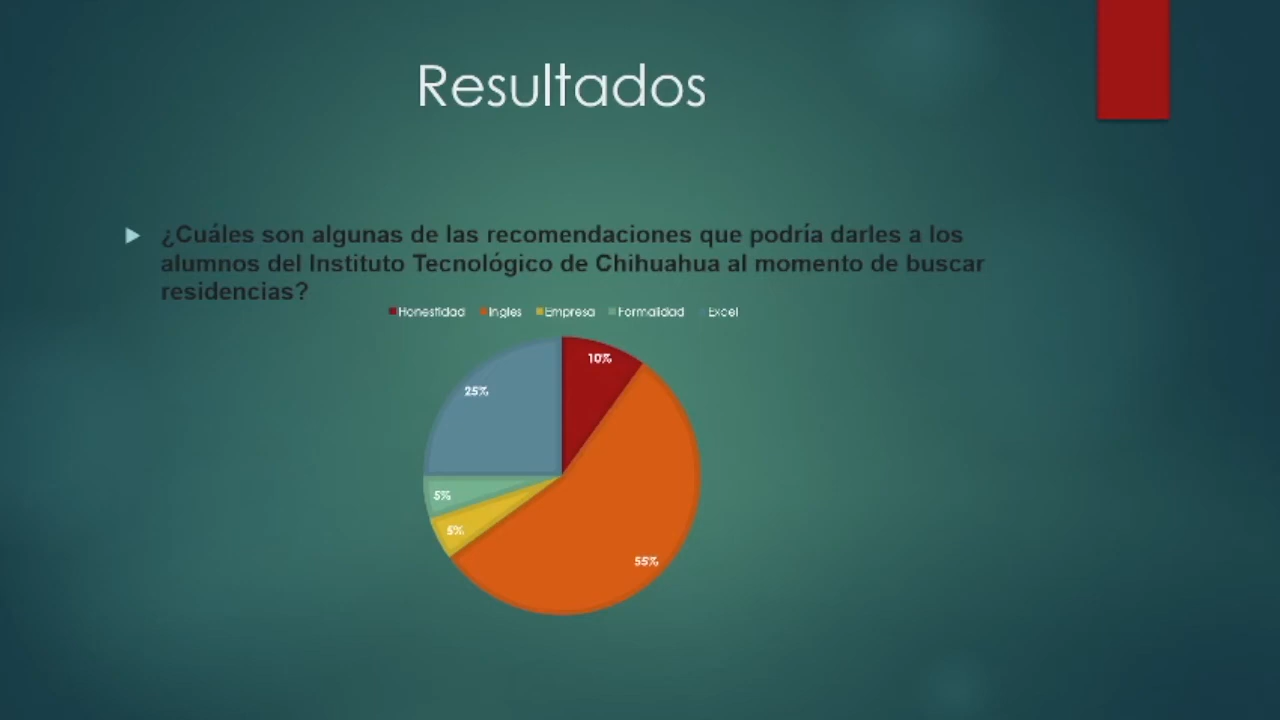 Resultados
¿Cuáles son algunas de las recomendaciones que podría darles a los
alumnos del Instituto Tecnológico de Chihuahua al momento de buscar
residencias?
Honestidad Ingles Empresa Formalidad Excel
10%
25%
5%
5%
55%